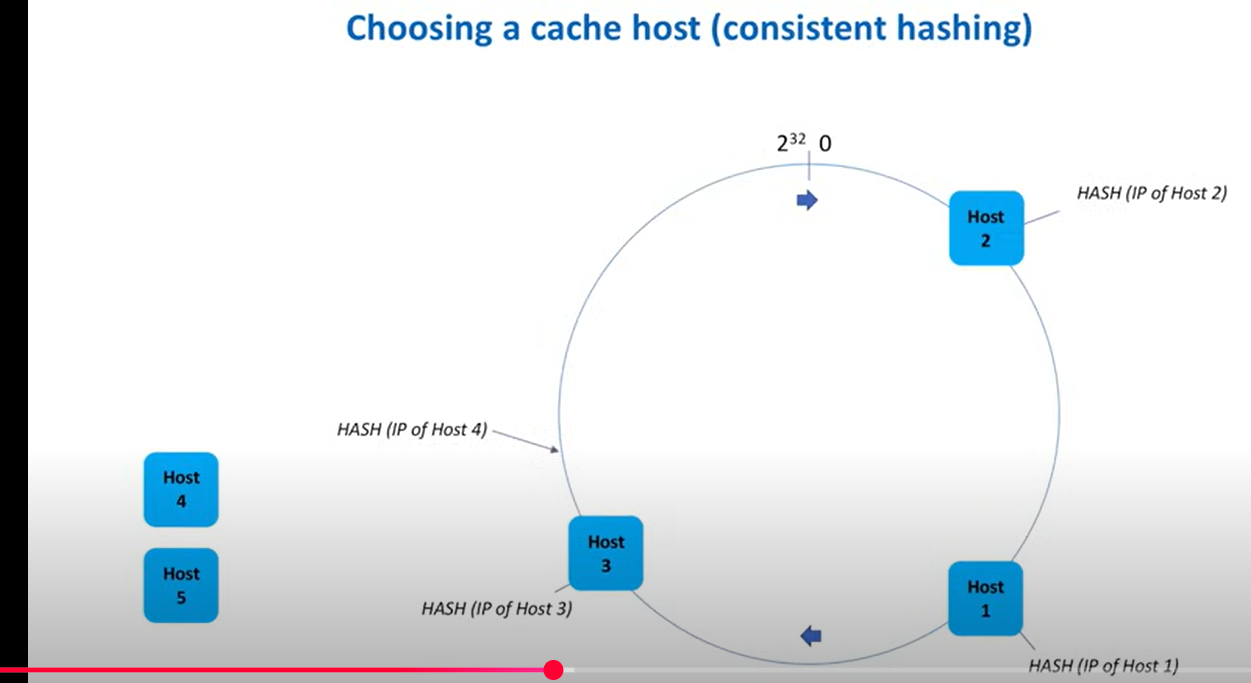 Choosing a cache host (consistent hashing)
2³² 0
HASH (IP of Host 2)
Host
2
HASH (IP of Host 4)
Host
4
Host
3
Host
5
Host
1
HASH (IP of Host 3)
HASH (IP of Host 1)